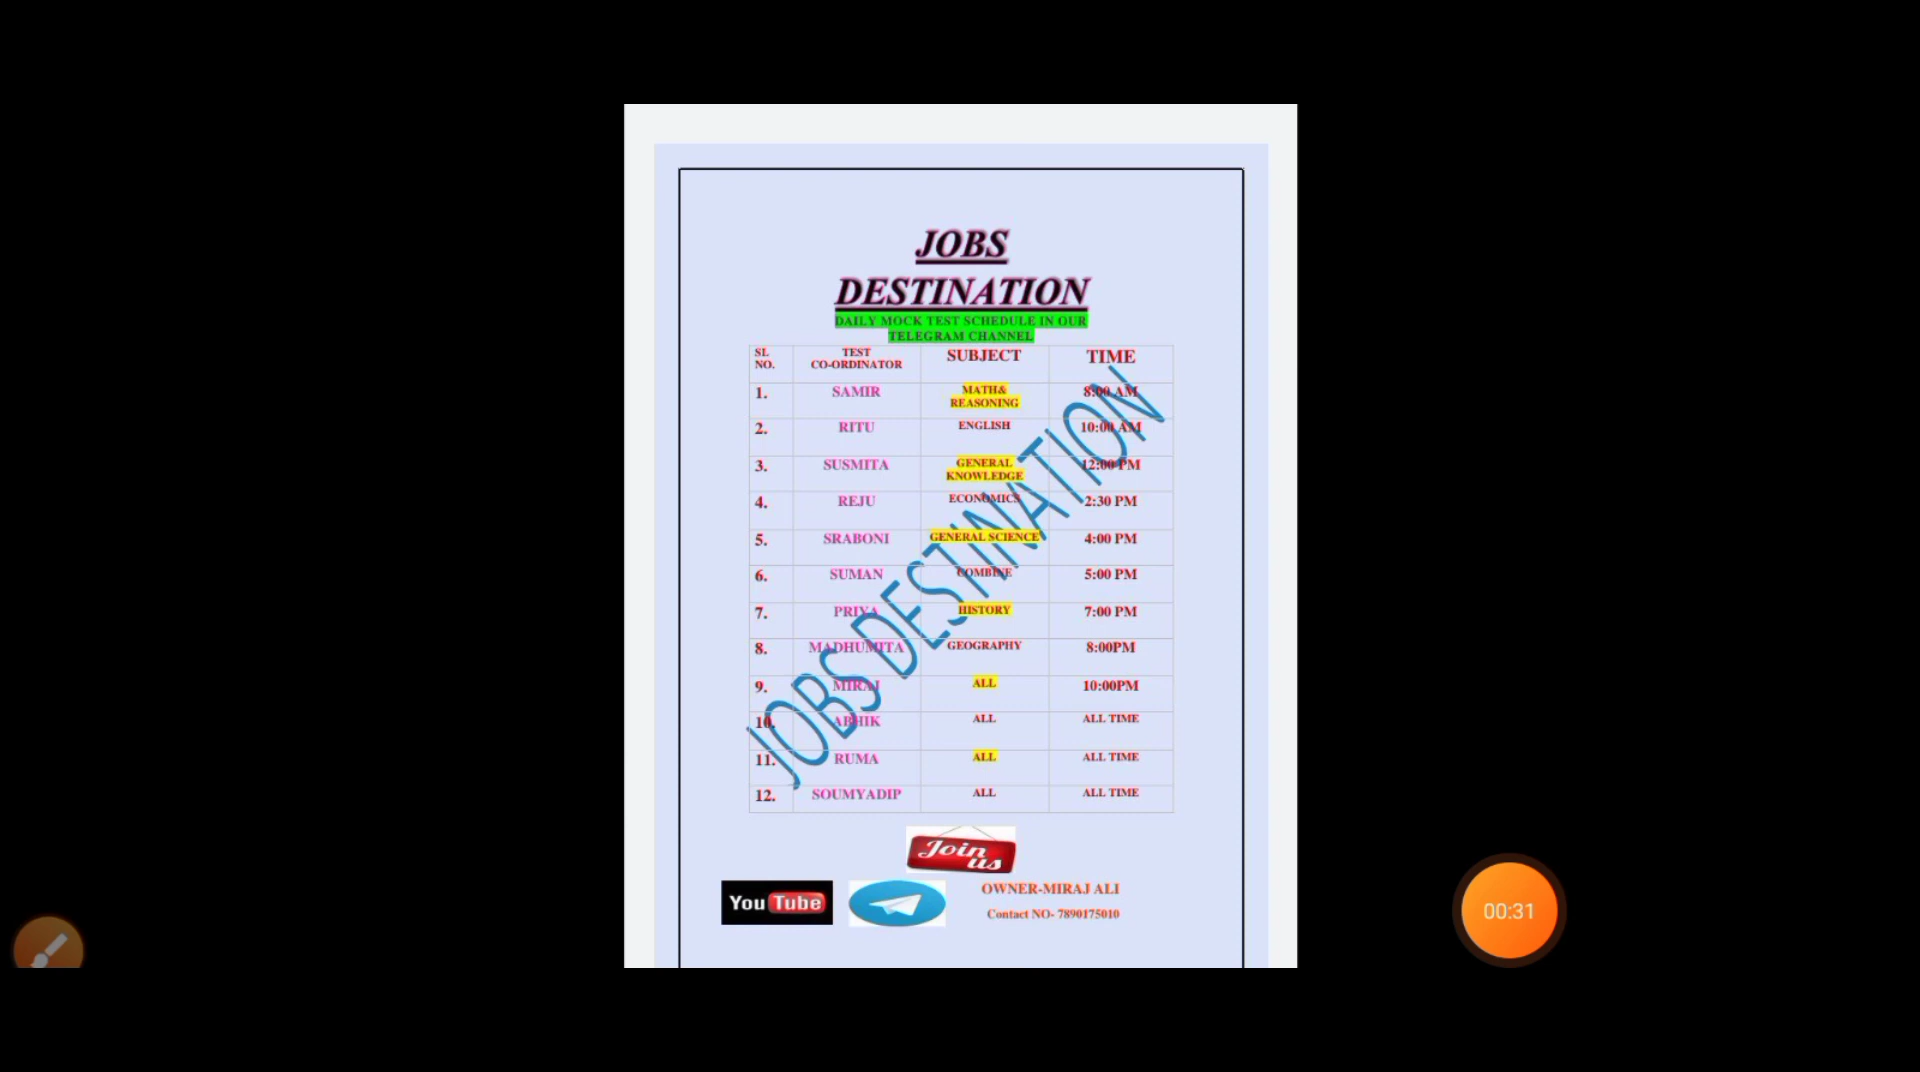 JOBS
DESTINATION
DAILY MOCK TEST SCHEDULE IN OUR
TELEGRAM CHANNEL
SL NO. TEST CO-ORDINATOR SUBJECT TIME
1. SAMIR MATH& REASONING 8:00 AM
2. RITU ENGLISH 10:00 AM
3. SUSMITA GENERAL KNOWLEDGE 12:00 PM
4. REJU ECONOMICS 2:30 PM
5. SRABONI GENERAL SCIENCE 4:00 PM
6. SUMAN COMBINE 5:00 PM
7. PRIYA HISTORY 7:00 PM
8. MADHUMITA GEOGRAPHY 8:00PM
9. MIRAJ ALL 10:00PM
10. ABHIK ALL ALL TIME
11. RUMA ALL ALL TIME
12. SOUMYADIP ALL ALL TIME
JOBS DESTINATION
Join us
YouTube
OWNER-MIRAJ ALI
Contact NO- 7890175010
00:31